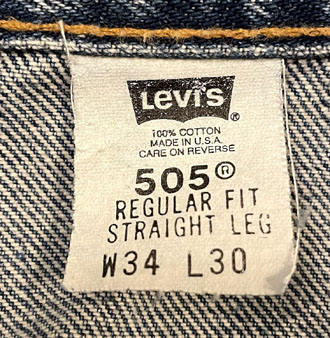 Levi's®
100% COTTON
MADE IN U.S.A.
CARE ON REVERSE
505®
REGULAR FIT
STRAIGHT LEG
W34 L30